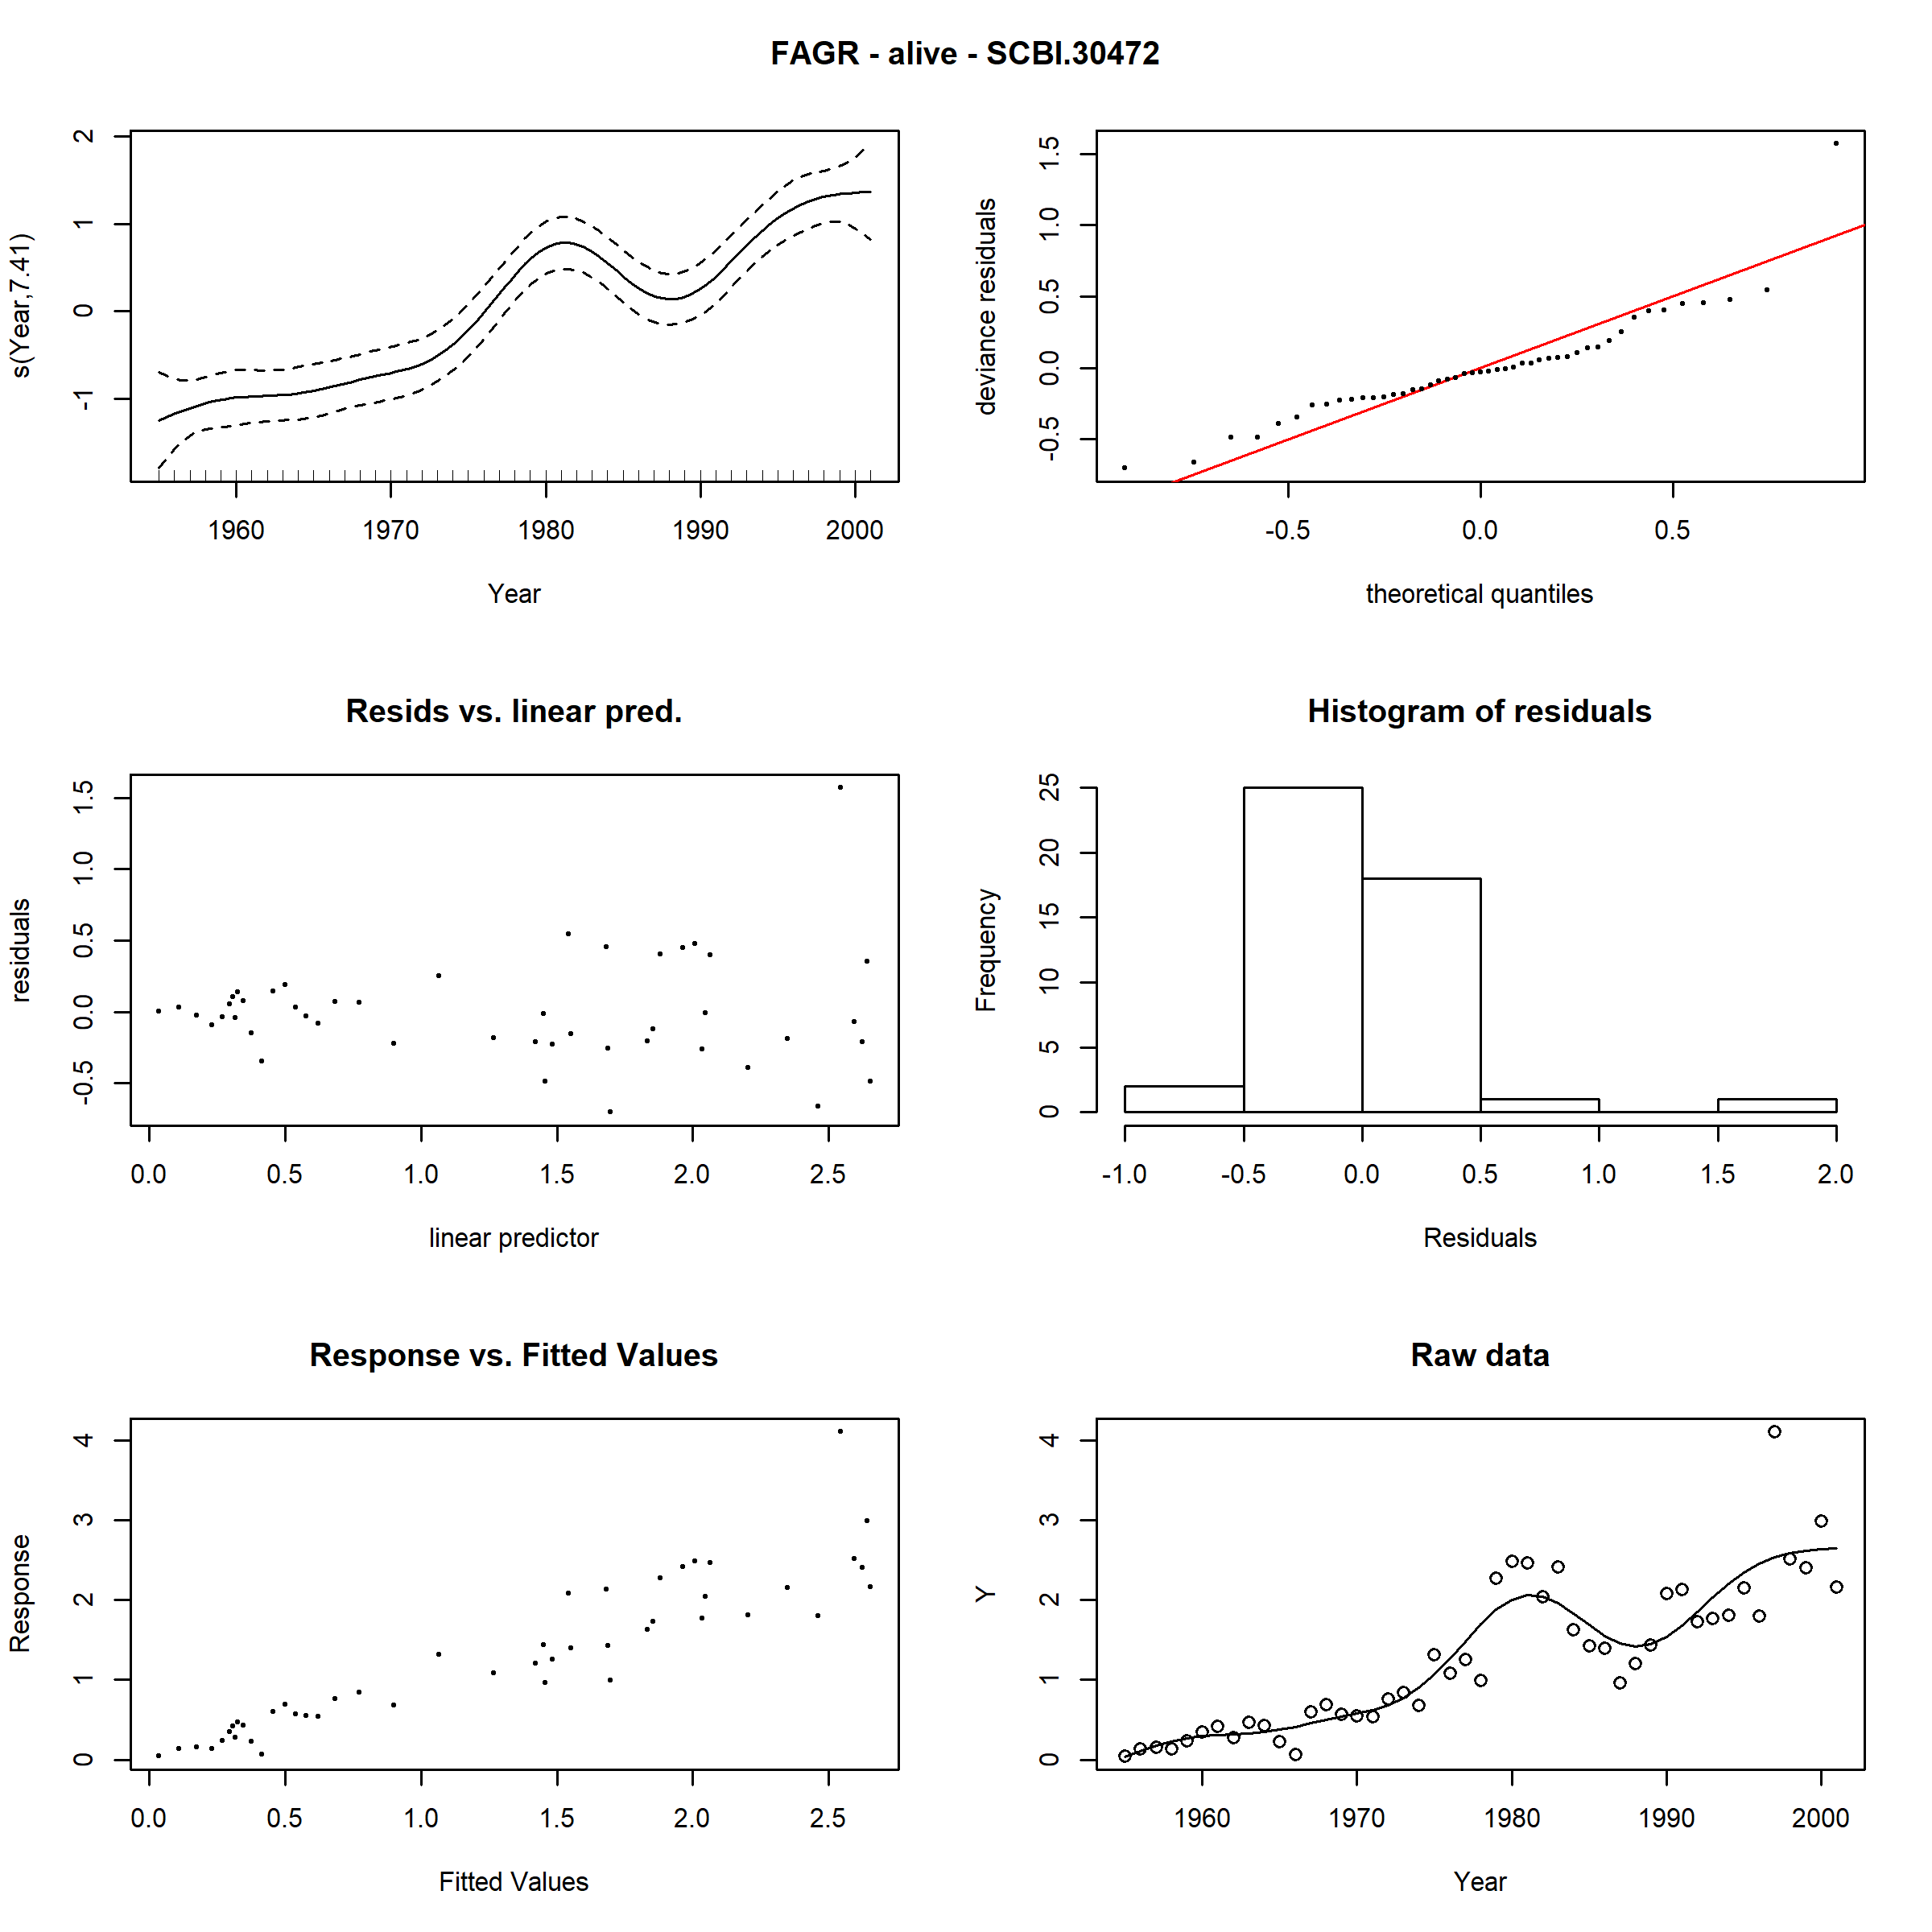 FAGR - alive - SCBI.30472
s(Year,7.41)
2
1
0
-1
1960 1970 1980 1990 2000
Year
deviance residuals
1.5
1.0
0.5
0.0
-0.5
-0.5 0.0 0.5
theoretical quantiles
Resids vs. linear pred.
residuals
1.5
1.0
0.5
0.0
-0.5
0.0 0.5 1.0 1.5 2.0 2.5
linear predictor
Histogram of residuals
Frequency
25
20
15
10
5
0
-1.0 -0.5 0.0 0.5 1.0 1.5 2.0
Residuals
Response vs. Fitted Values
Response
4
3
2
1
0
0.0 0.5 1.0 1.5 2.0 2.5
Fitted Values
Raw data
Y
4
3
2
1
0
1960 1970 1980 1990 2000
Year